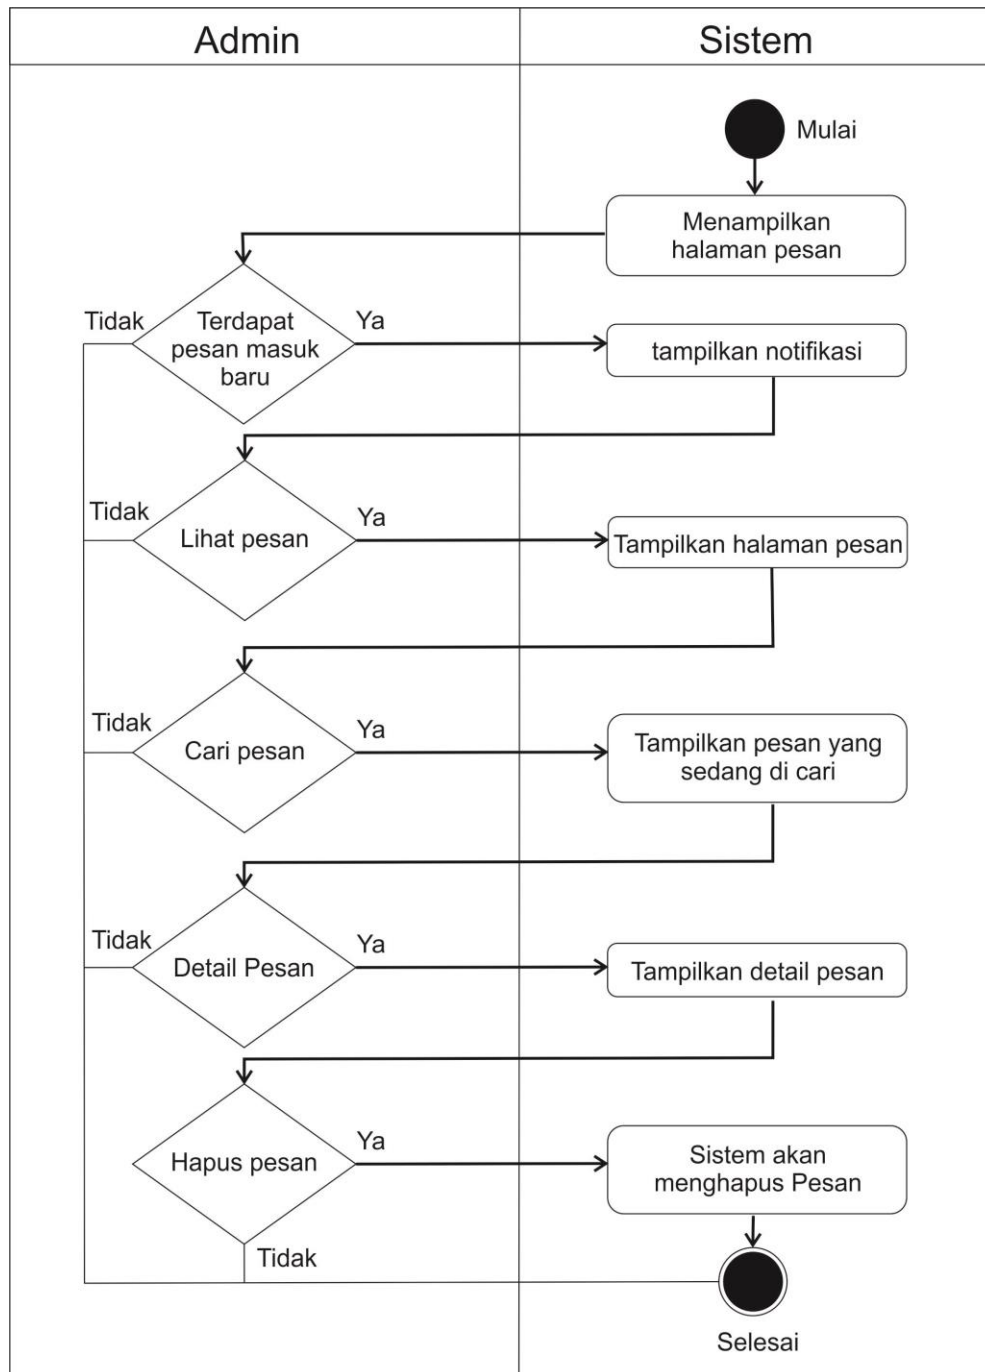 Admin
Sistem
Mulai
Menampilkan
halaman pesan
Tidak
Terdapat
pesan masuk
baru
Ya
tampilkan notifikasi
Tidak
Lihat pesan
Ya
Tampilkan halaman pesan
Tidak
Cari pesan
Ya
Tampilkan pesan yang
sedang di cari
Tidak
Detail Pesan
Ya
Tampilkan detail pesan
Hapus pesan
Ya
Sistem akan
menghapus Pesan
Tidak
Selesai